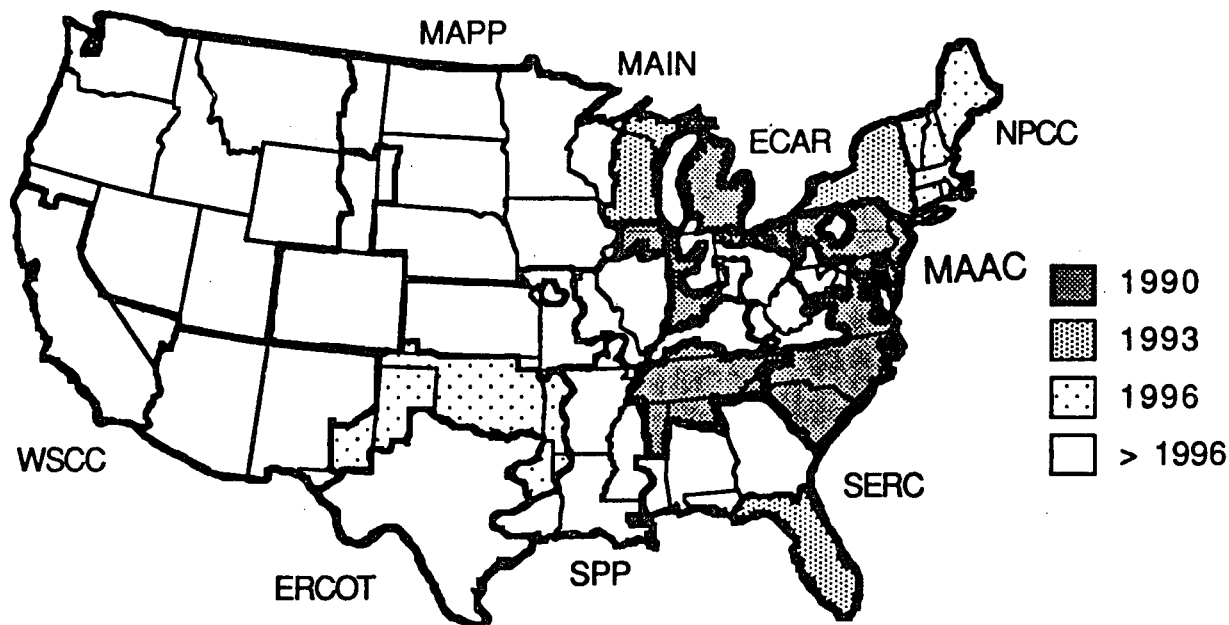 MAPP
MAIN
ECAR
NPCC
MAAC
1990
1993
1996
> 1996
WSCC
SERC
SPP
ERCOT